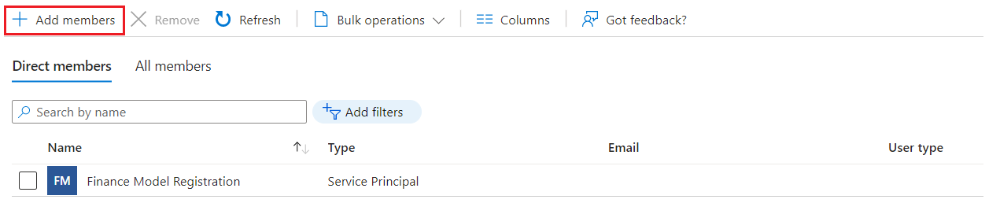 Add members Remove Refresh Bulk operations Columns Got feedback?
Direct members All members
Search by name Add filters
Name Type Email User type
FM Finance Model Registration Service Principal